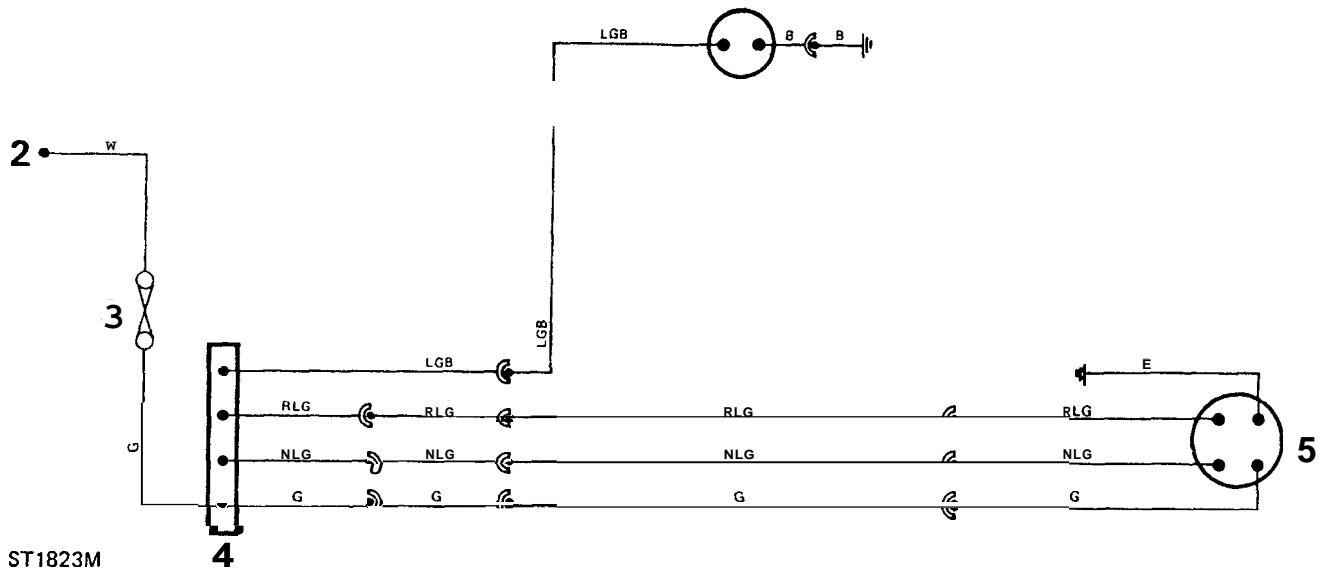 LGB
B B
W
2
3
LGB
LGB
E
RLG RLG RLG RLG
5
G
NLG NLG NLG NLG
G G G G
ST1823M
4